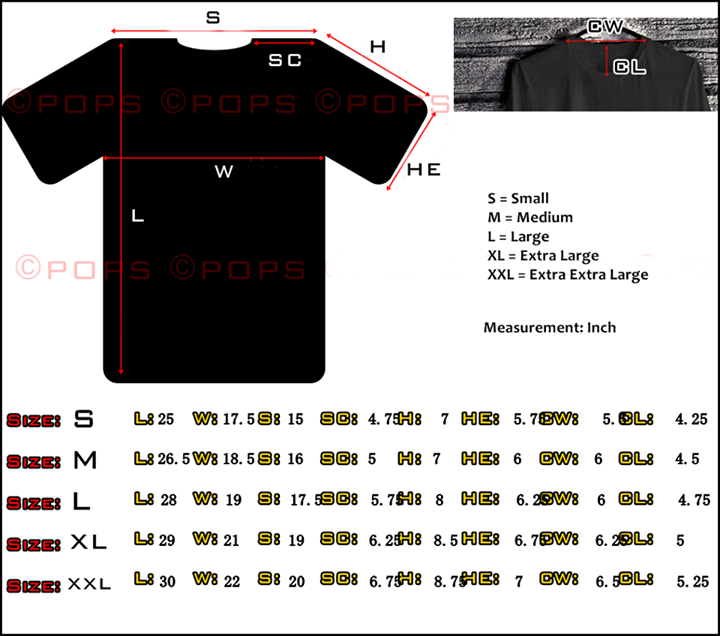 S
H
SC
CW
CL
©POPS ©POPS ©POPS
W
HE
L
S = Small
M = Medium
L = Large
XL = Extra Large
XXL = Extra Extra Large
©POPS ©POPS
Measurement: Inch
SIZE: S L: 25 W: 17.5 S: 15 SC: 4.75 H: 7 HE: 5.75 CW: 5.5 CL: 4.25
SIZE: M L: 26.5 W: 18.5 S: 16 SC: 5 H: 7 HE: 6 CW: 6 CL: 4.5
SIZE: L L: 28 W: 19 S: 17.5 SC: 5.75 H: 8 HE: 6.25 CW: 6 CL: 4.75
SIZE: XL L: 29 W: 21 S: 19 SC: 6.25 H: 8.5 HE: 6.75 CW: 6.25 CL: 5
SIZE: XXL L: 30 W: 22 S: 20 SC: 6.75 H: 8.75 HE: 7 CW: 6.5 CL: 5.25